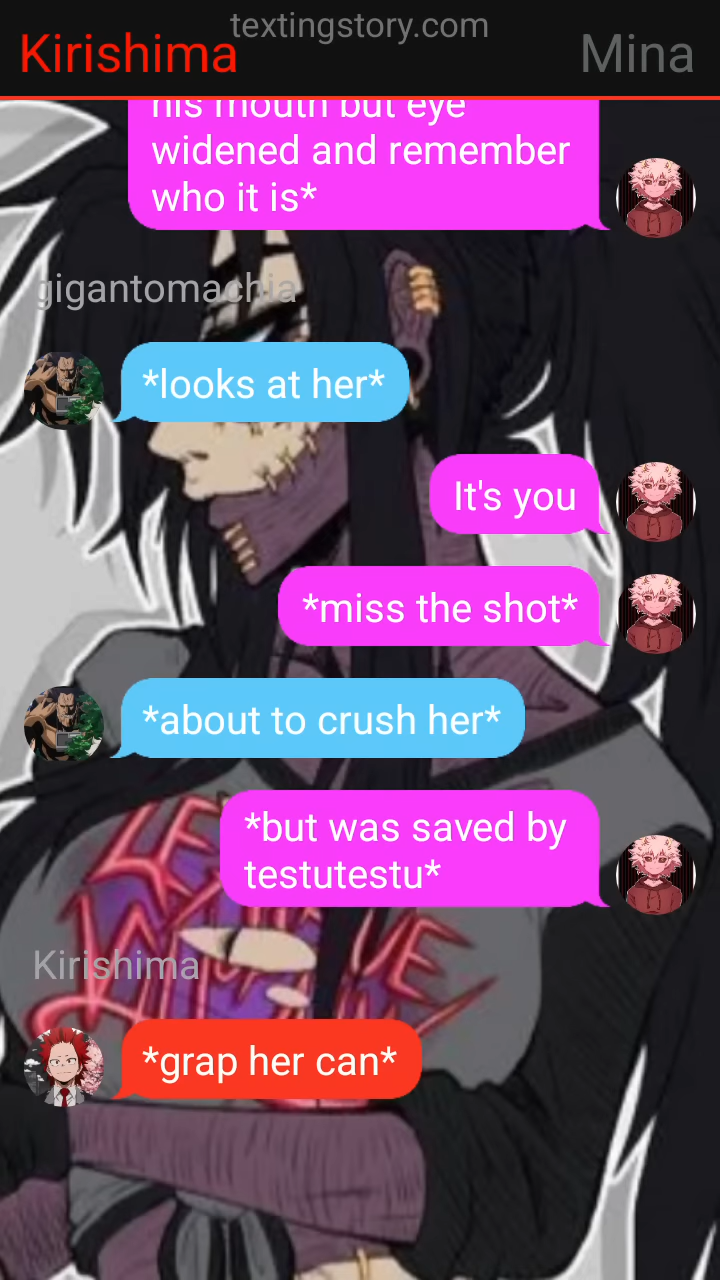 textingstory.com
Kirishima
Mina
his mouth but eye
widened and remember
who it is*
gigantomachia
*looks at her*
It's you
*miss the shot*
*about to crush her*
*but was saved by
testutestu*
Kirishima
*grap her can*